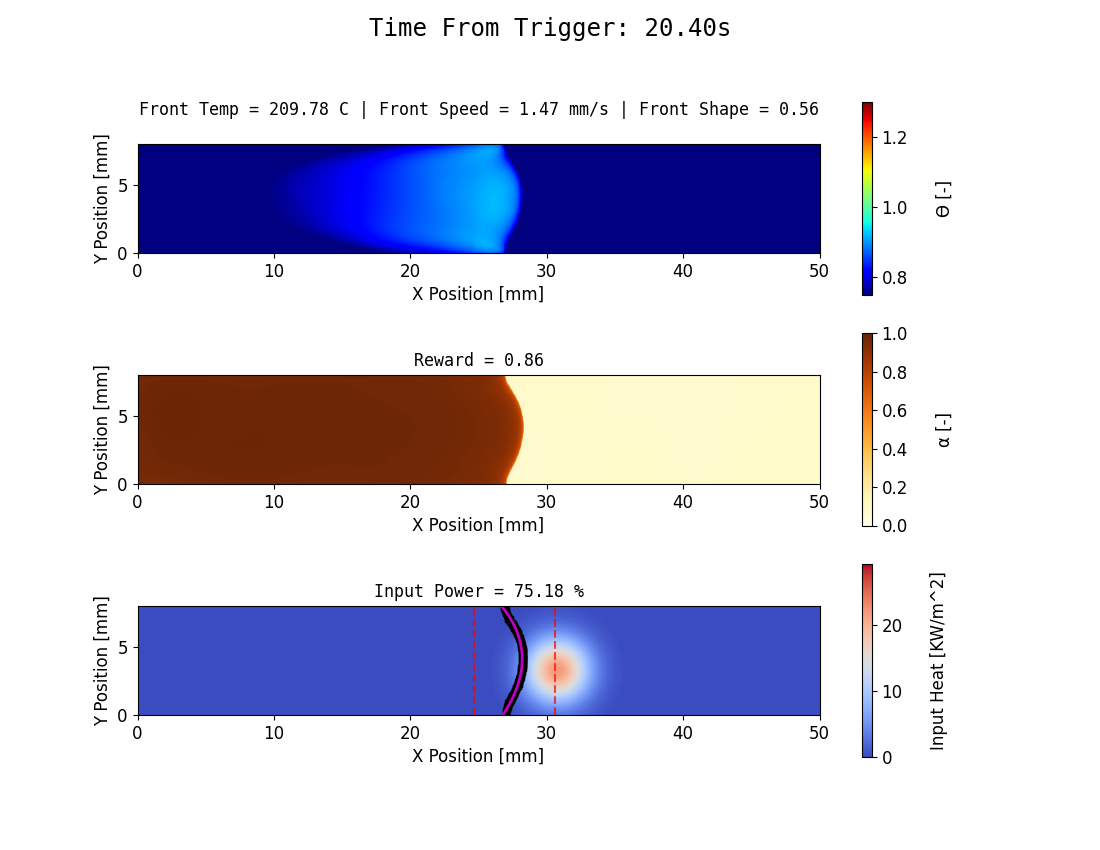 Time From Trigger: 20.40s
Front Temp = 209.78 C | Front Speed = 1.47 mm/s | Front Shape = 0.56
Y Position [mm]
5
0
0 10 20 30 40 50
X Position [mm]
1.2
1.0
0.8
Θ [-]
Reward = 0.86
Y Position [mm]
5
0
0 10 20 30 40 50
X Position [mm]
1.0
0.8
0.6
0.4
0.2
0.0
α [-]
Input Power = 75.18 %
Y Position [mm]
5
0
0 10 20 30 40 50
X Position [mm]
20
10
0
Input Heat [KW/m^2]